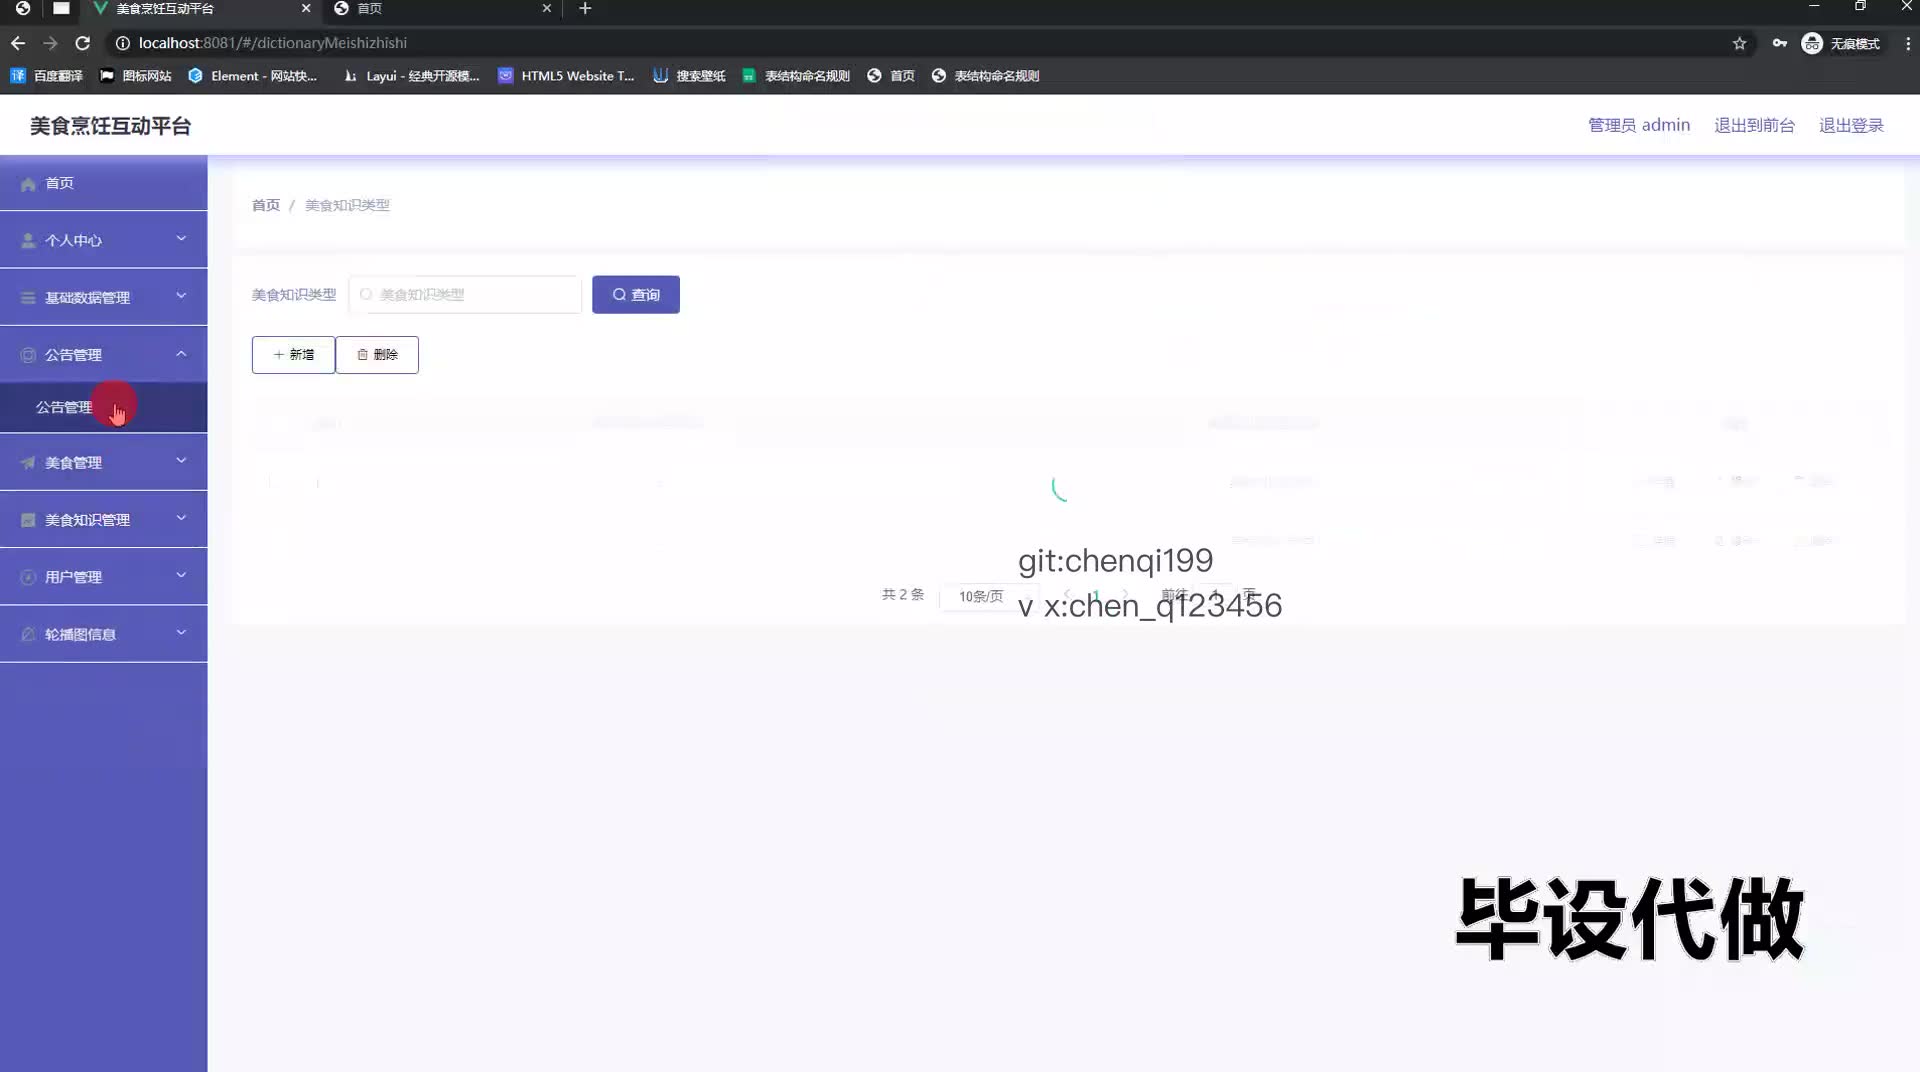 美食烹饪互动平台
首页
localhost:8081/#/dictionaryMeishizhishi
无痕模式
百度翻译
图标网站
Element - 网站快...
Layui - 经典开源模...
HTML5 Website T...
搜索壁纸
表结构命名规则
首页
表结构命名规则
美食烹饪互动平台
管理员 admin
退出到前台
退出登录
首页
个人中心
基础数据管理
公告管理
公告管理
美食管理
美食知识管理
用户管理
轮播图信息
首页 / 美食知识类型
美食知识类型
美食知识类型
查询
新增
删除
git:chenqi199
共 2 条
10条/页
1
前往
1
页
v x:chen_q123456
毕设代做